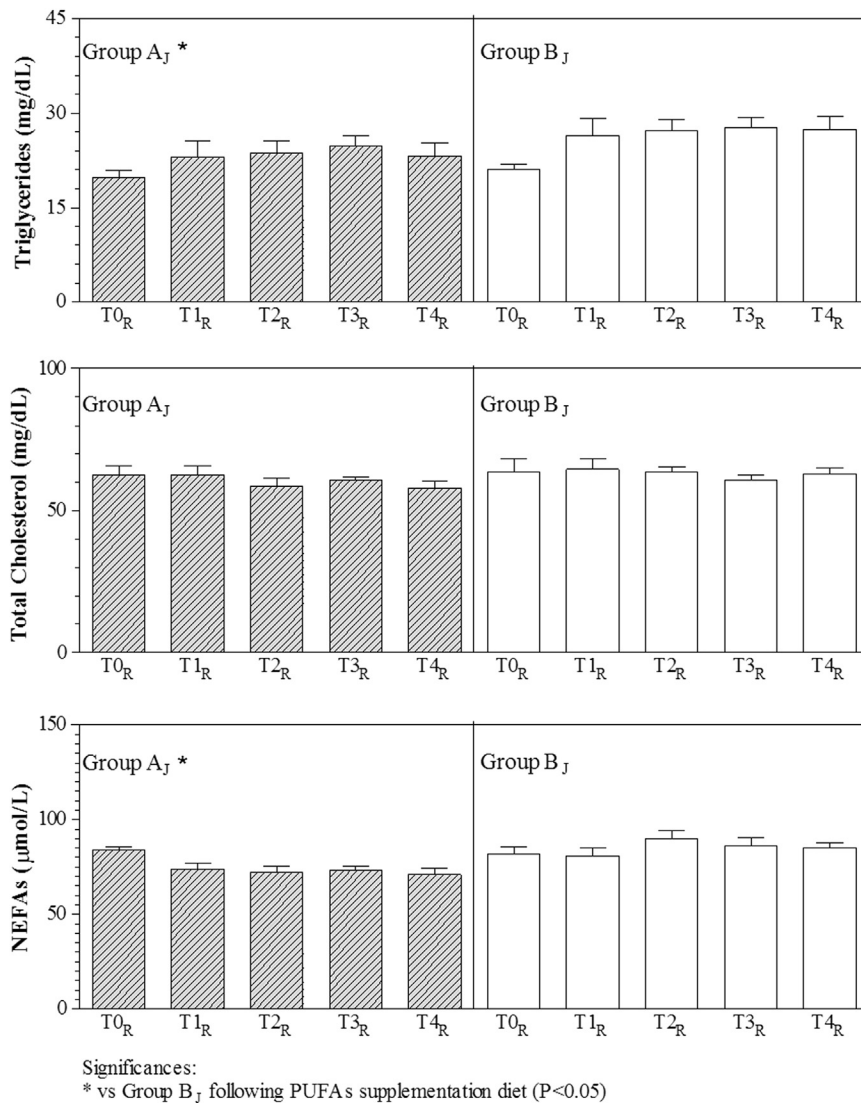 Triglycerides (mg/dL)
45
30
15
0
Group A_J *
Group B_J
T0_R T1_R T2_R T3_R T4_R T0_R T1_R T2_R T3_R T4_R
Total Cholesterol (mg/dL)
100
50
0
Group A_J
Group B_J
T0_R T1_R T2_R T3_R T4_R T0_R T1_R T2_R T3_R T4_R
NEFAs (μmol/L)
150
100
50
0
Group A_J *
Group B_J
T0_R T1_R T2_R T3_R T4_R T0_R T1_R T2_R T3_R T4_R
Significances:
* vs Group B_J following PUFAs supplementation diet (P<0.05)